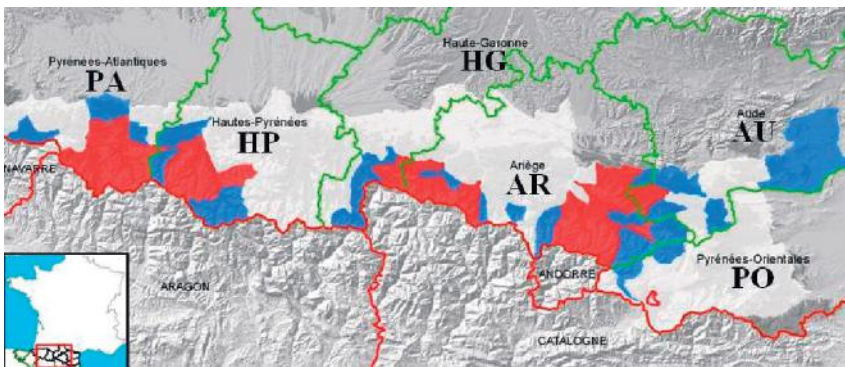 Haute-Garonne
HG
Pyrénées-Atlantiques
PA
Hautes-Pyrénées
HP
Aude
AU
NAVARRE
Ariège
AR
Pyrénées-Orientales
PO
ANDORRE
ARAGON
CATALOGNE